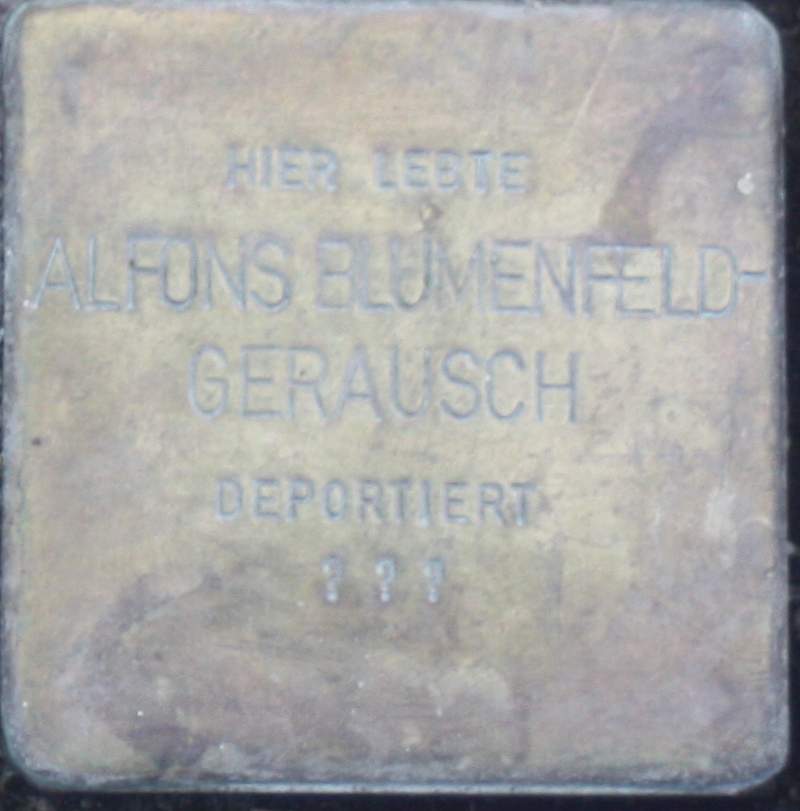 HIER LEBTE
ALFONS BLUMENFELD-
GERAUSCH
DEPORTIERT
? ? ?